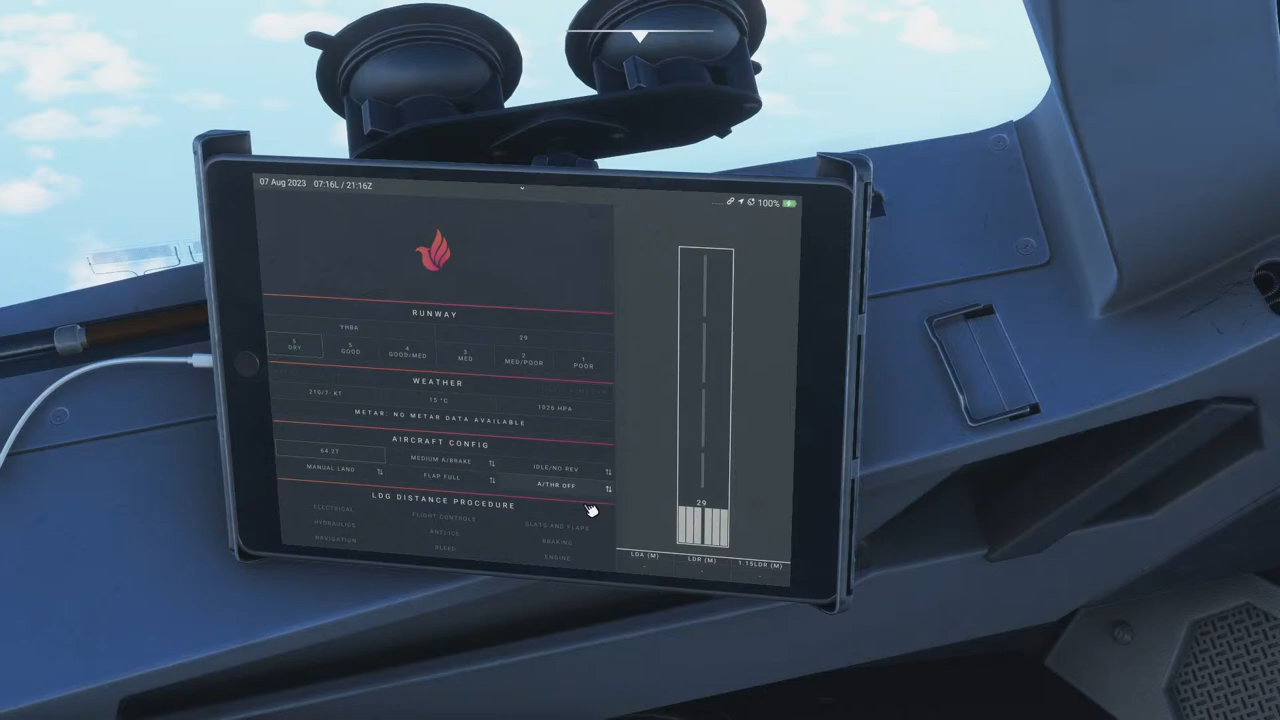 07 Aug 2023 07:16L / 21:16Z
100%
RUNWAY
YHBA 29
DRY
5 GOOD
4 GOOD/MED
3 MED
2 MED/POOR
1 POOR
WEATHER
210/7- KT 15 °C 1026 HPA
METAR: NO METAR DATA AVAILABLE
AIRCRAFT CONFIG
64.2T MEDIUM A/BRAKE IDLE/NO REV
MANUAL LAND FLAP FULL A/THR OFF
LDG DISTANCE PROCEDURE
ELECTRICAL FLIGHT CONTROLS SLATS AND FLAPS
HYDRAULICS ANTI-ICE BRAKING
NAVIGATION BLEED ENGINE
29
LDA (M) LDR (M) 1.15LDR (M)